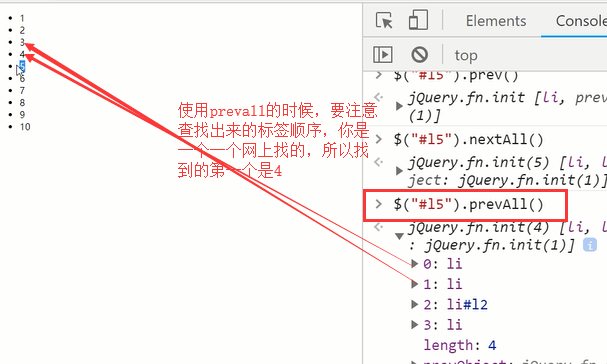 1
2
3
4
5
6
7
8
9
10
使用prevall的时候，要注意
查找出来的标签顺序，你是
一个一个网上找的，所以找
到的第一个是4
Elements Console
top
$("#l5").prev()
jQuery.fn.init [li, prev
(1)]
$("#l5").nextAll()
jQuery.fn.init(5) [li, l
ject: jQuery.fn.init(1)]
$("#l5").prevAll()
jQuery.fn.init(4) [li, l
: jQuery.fn.init(1)] i
0: li
1: li
2: li#l2
3: li
length: 4
prevObject: jQuery.fn